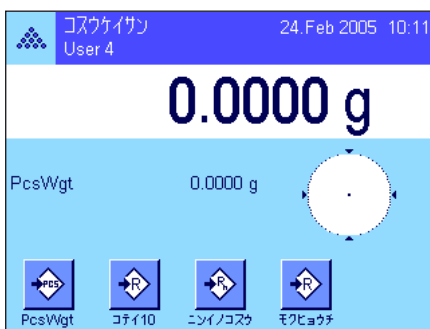 コスウケイサン 24.Feb 2005 10:11
User 4
0.0000 g
PcsWgt 0.0000 g
PCS R Rn R
PcsWgt コテイ10 ニンイノコスウ モクヒョウチ